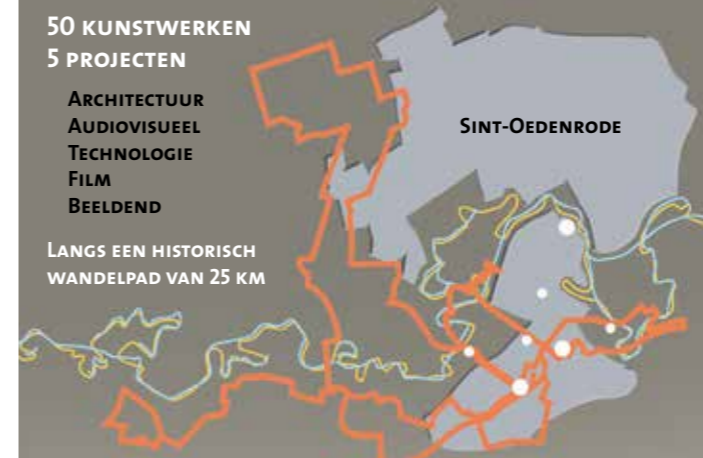 50 KUNSTWERKEN
5 PROJECTEN
ARCHITECTUUR
AUDIOVISUEEL
TECHNOLOGIE
FILM
BEELDEND
SINT-OEDENRODE
LANGS EEN HISTORISCH
WANDELPAD VAN 25 KM